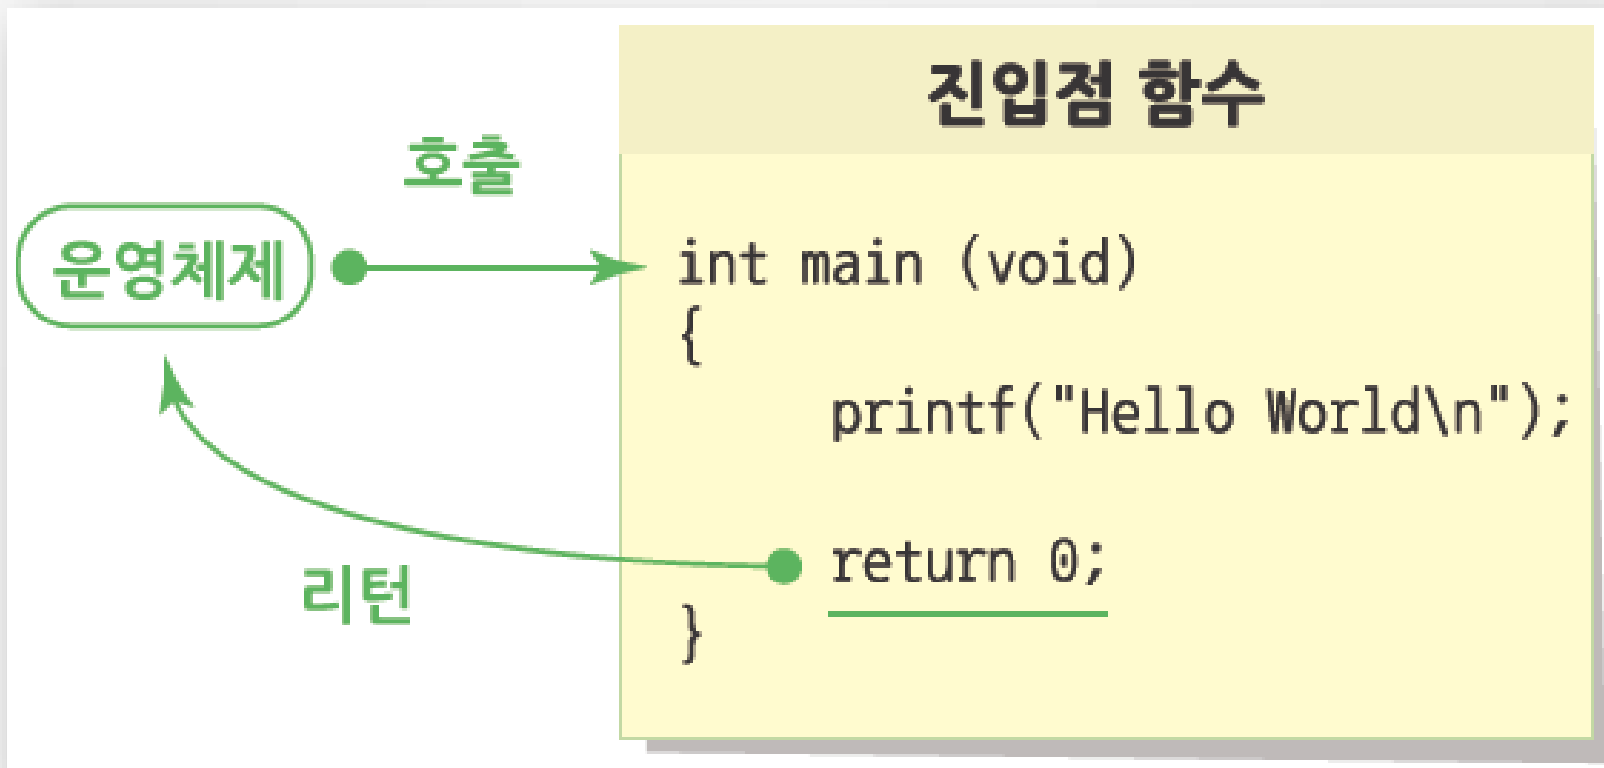 진입점 함수
호출
운영체제
int main (void)
{
printf("Hello World\n");
return 0;
리턴
}